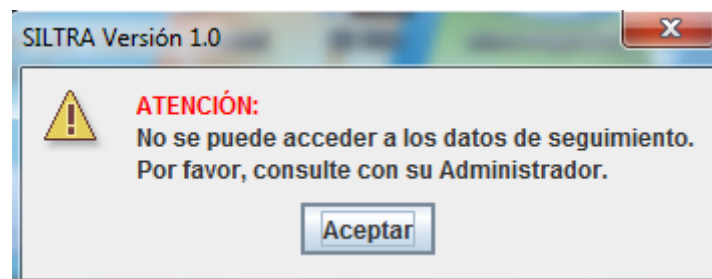 SILTRA Versión 1.0
ATENCIÓN:
No se puede acceder a los datos de seguimiento.
Por favor, consulte con su Administrador.
Aceptar